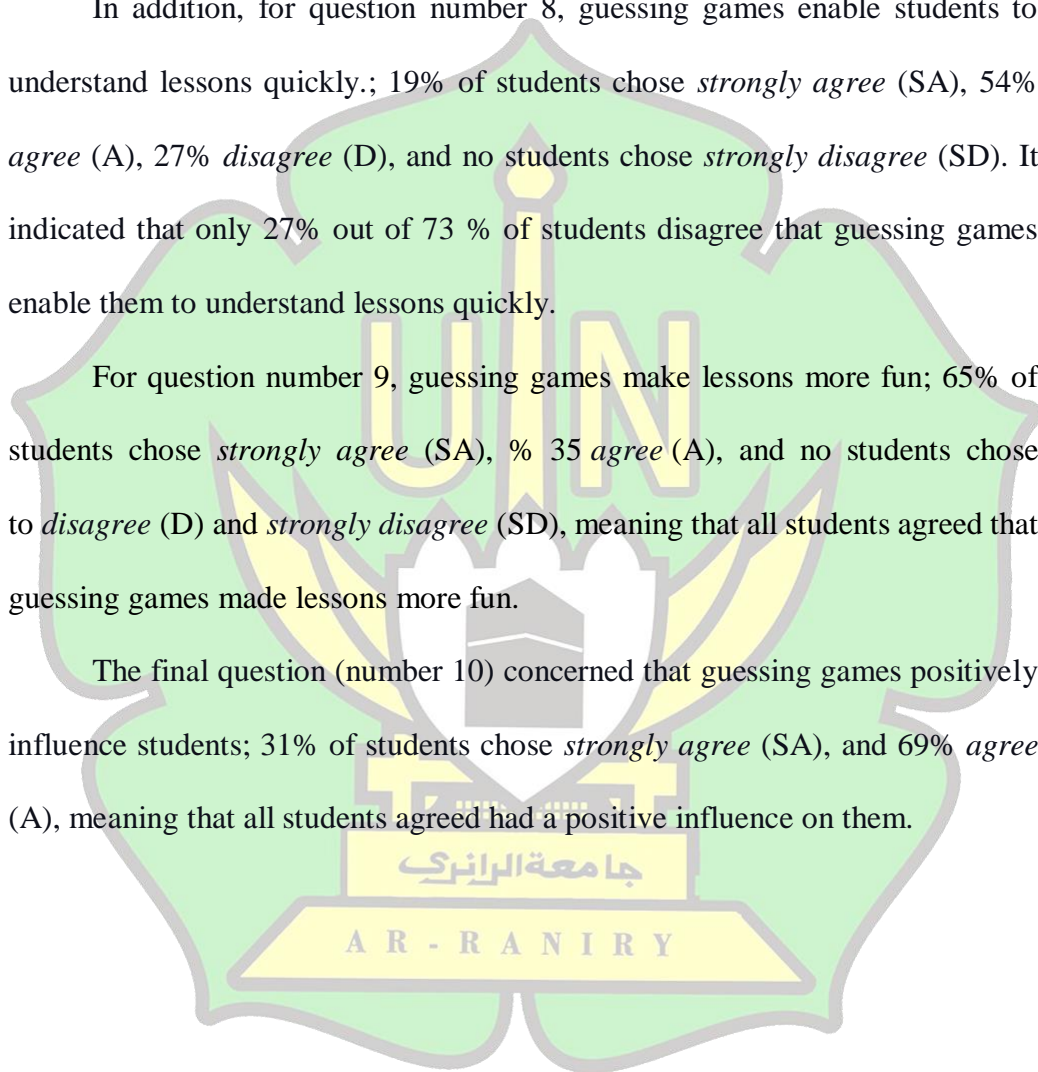 In addition, for question number 8, guessing games enable students to
understand lessons quickly.; 19% of students chose strongly agree (SA), 54%
agree (A), 27% disagree (D), and no students chose strongly disagree (SD). It
indicated that only 27% out of 73 % of students disagree that guessing games
enable them to understand lessons quickly.
For question number 9, guessing games make lessons more fun; 65% of
students chose strongly agree (SA), % 35 agree (A), and no students chose
to disagree (D) and strongly disagree (SD), meaning that all students agreed that
guessing games made lessons more fun.
The final question (number 10) concerned that guessing games positively
influence students; 31% of students chose strongly agree (SA), and 69% agree
(A), meaning that all students agreed had a positive influence on them.
UIN
جامعة الرانري
AR-RANIRY